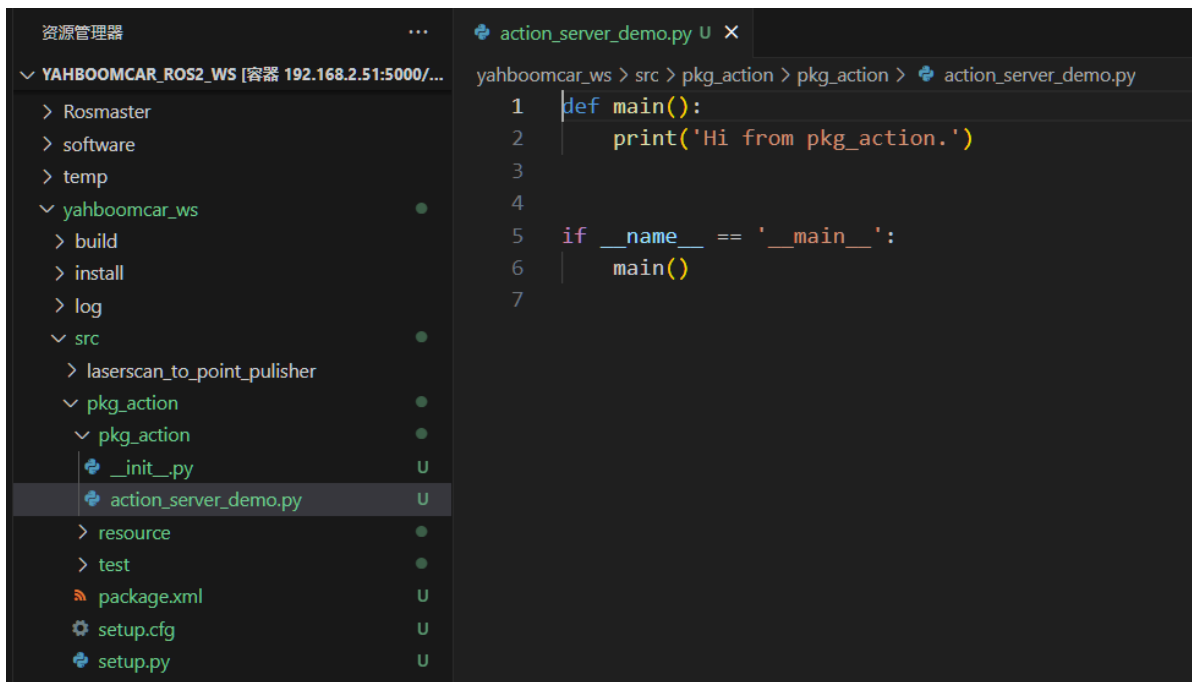 资源管理器 ···
YAHBOOMCAR_ROS2_WS [容器 192.168.2.51:5000/...
Rosmaster
software
temp
yahboomcar_ws
build
install
log
src
laserscan_to_point_pulisher
pkg_action
pkg_action
__init__.py U
action_server_demo.py U
resource
test
package.xml U
setup.cfg U
setup.py U
action_server_demo.py U ×
yahboomcar_ws > src > pkg_action > pkg_action > action_server_demo.py
1 def main():
2     print('Hi from pkg_action.')
3
4
5 if __name__ == '__main__':
6     main()
7